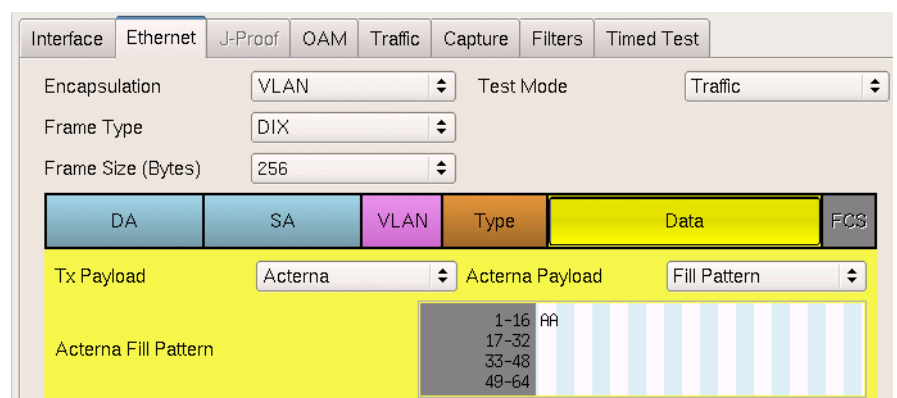 Interface Ethernet J-Proof OAM Traffic Capture Filters Timed Test
Encapsulation VLAN Test Mode Traffic
Frame Type DIX
Frame Size (Bytes) 256
DA SA VLAN Type Data FCS
Tx Payload Acterna Acterna Payload Fill Pattern
1-16 AA
17-32
Acterna Fill Pattern
33-48
49-64